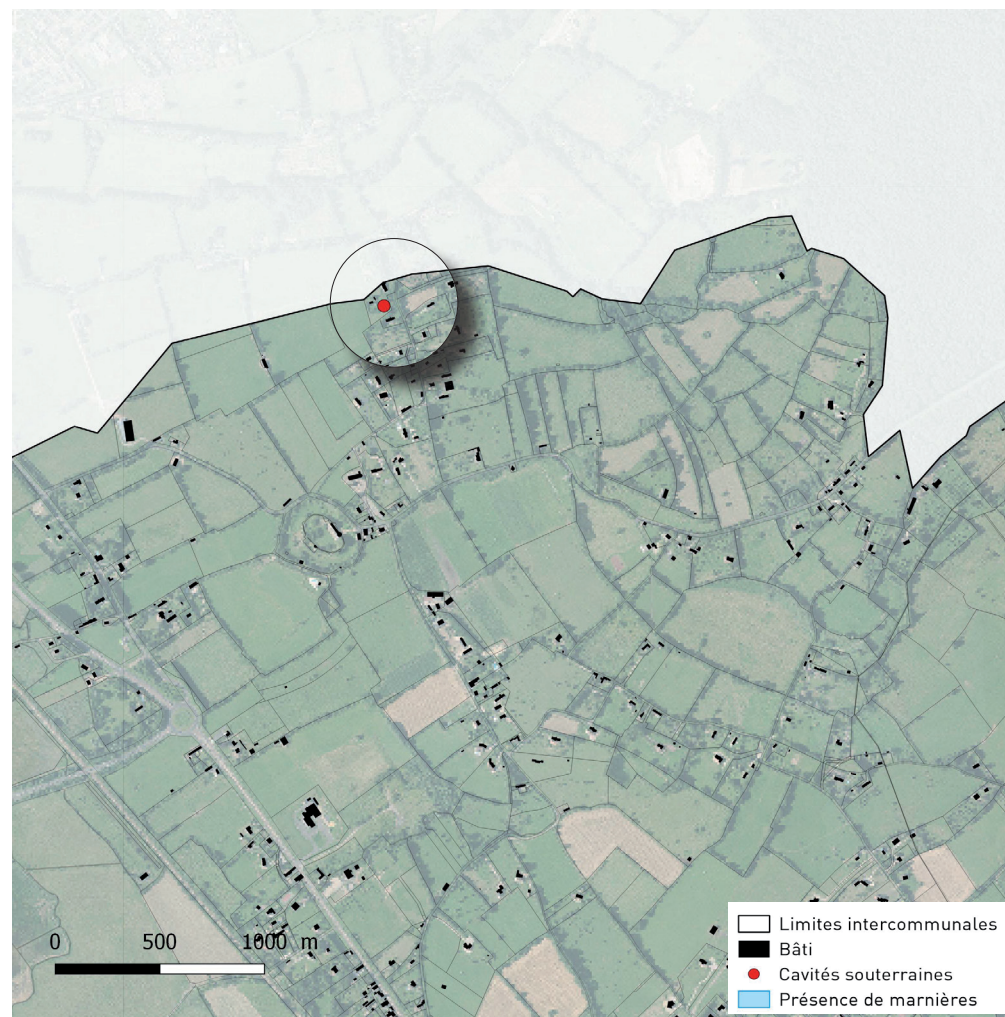 0 500 1000 m
Limites intercommunales
Bâti
Cavités souterraines
Présence de marnières